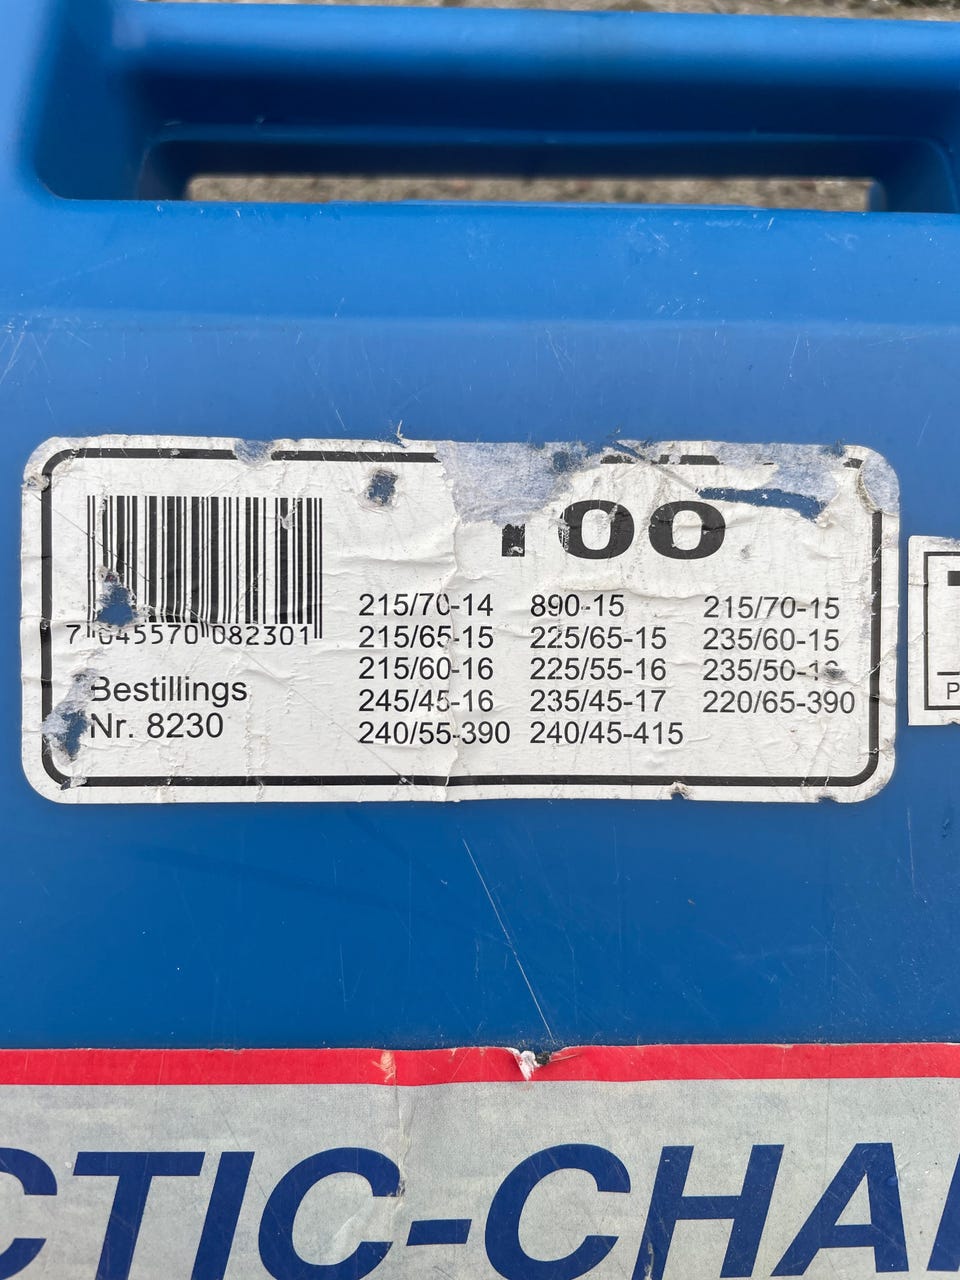 100
7 045570 082301
Bestillings
Nr. 8230
215/70-14 890-15 215/70-15
215/65-15 225/65-15 235/60-15
215/60-16 225/55-16
245/45-16 235/45-17 220/65-390
240/55-390 240/45-415
P
CTIC-CHAI